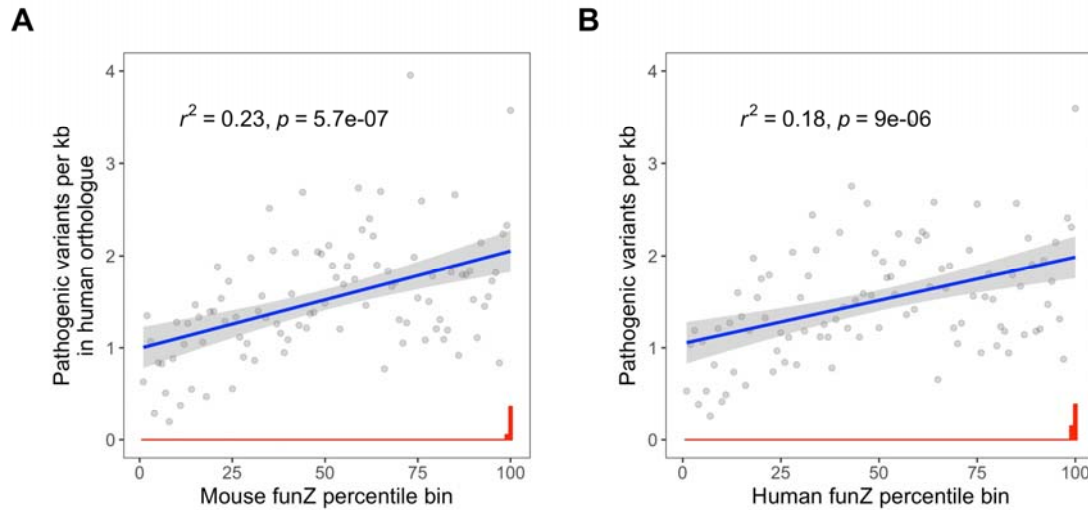 A
B
Pathogenic variants per kb
in human orthologue
4
3
2
1
0
r² = 0.23, p = 5.7e-07
0 25 50 75 100
Mouse funZ percentile bin
Pathogenic variants per kb
4
3
2
1
0
r² = 0.18, p = 9e-06
0 25 50 75 100
Human funZ percentile bin